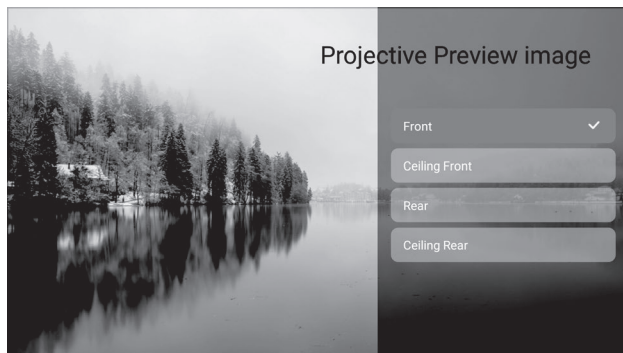 Projective Preview image
Front
Ceiling Front
Rear
Ceiling Rear